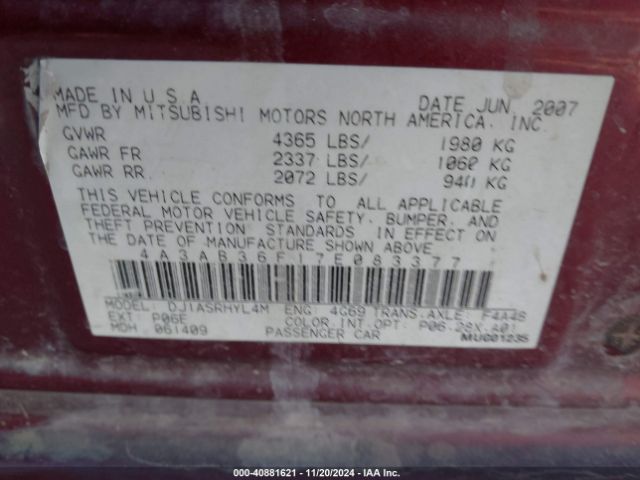 MADE IN U S A DATE JUN. 2007
MFD BY MITSUBISHI MOTORS NORTH AMERICA. INC.
GVWR 4365 LBS/ 1980 KG
GAWR FR 2337 LBS/ 1060 KG
GAWR RR. 2072 LBS/ 940 KG
THIS VEHICLE CONFORMS TO ALL APPLICABLE
FEDERAL MOTOR VEHICLE SAFETY. BUMPER. AND
THEFT PREVENTION STANDARDS IN EFFECT ON
THE DATE OF MANUFACTURE SHOWN ABOVE
4A3AB36F17E083377
MODEL: DJ1ASRHYL4M ENG 4G69 TRANS.AXLE: F4A4B
EXT: P06E COLOR INT.OPT: P06.28X.A01
MDH 061409 PASSENGER CAR MU001235
000-40881621 - 11/20/2024 - IAA Inc.